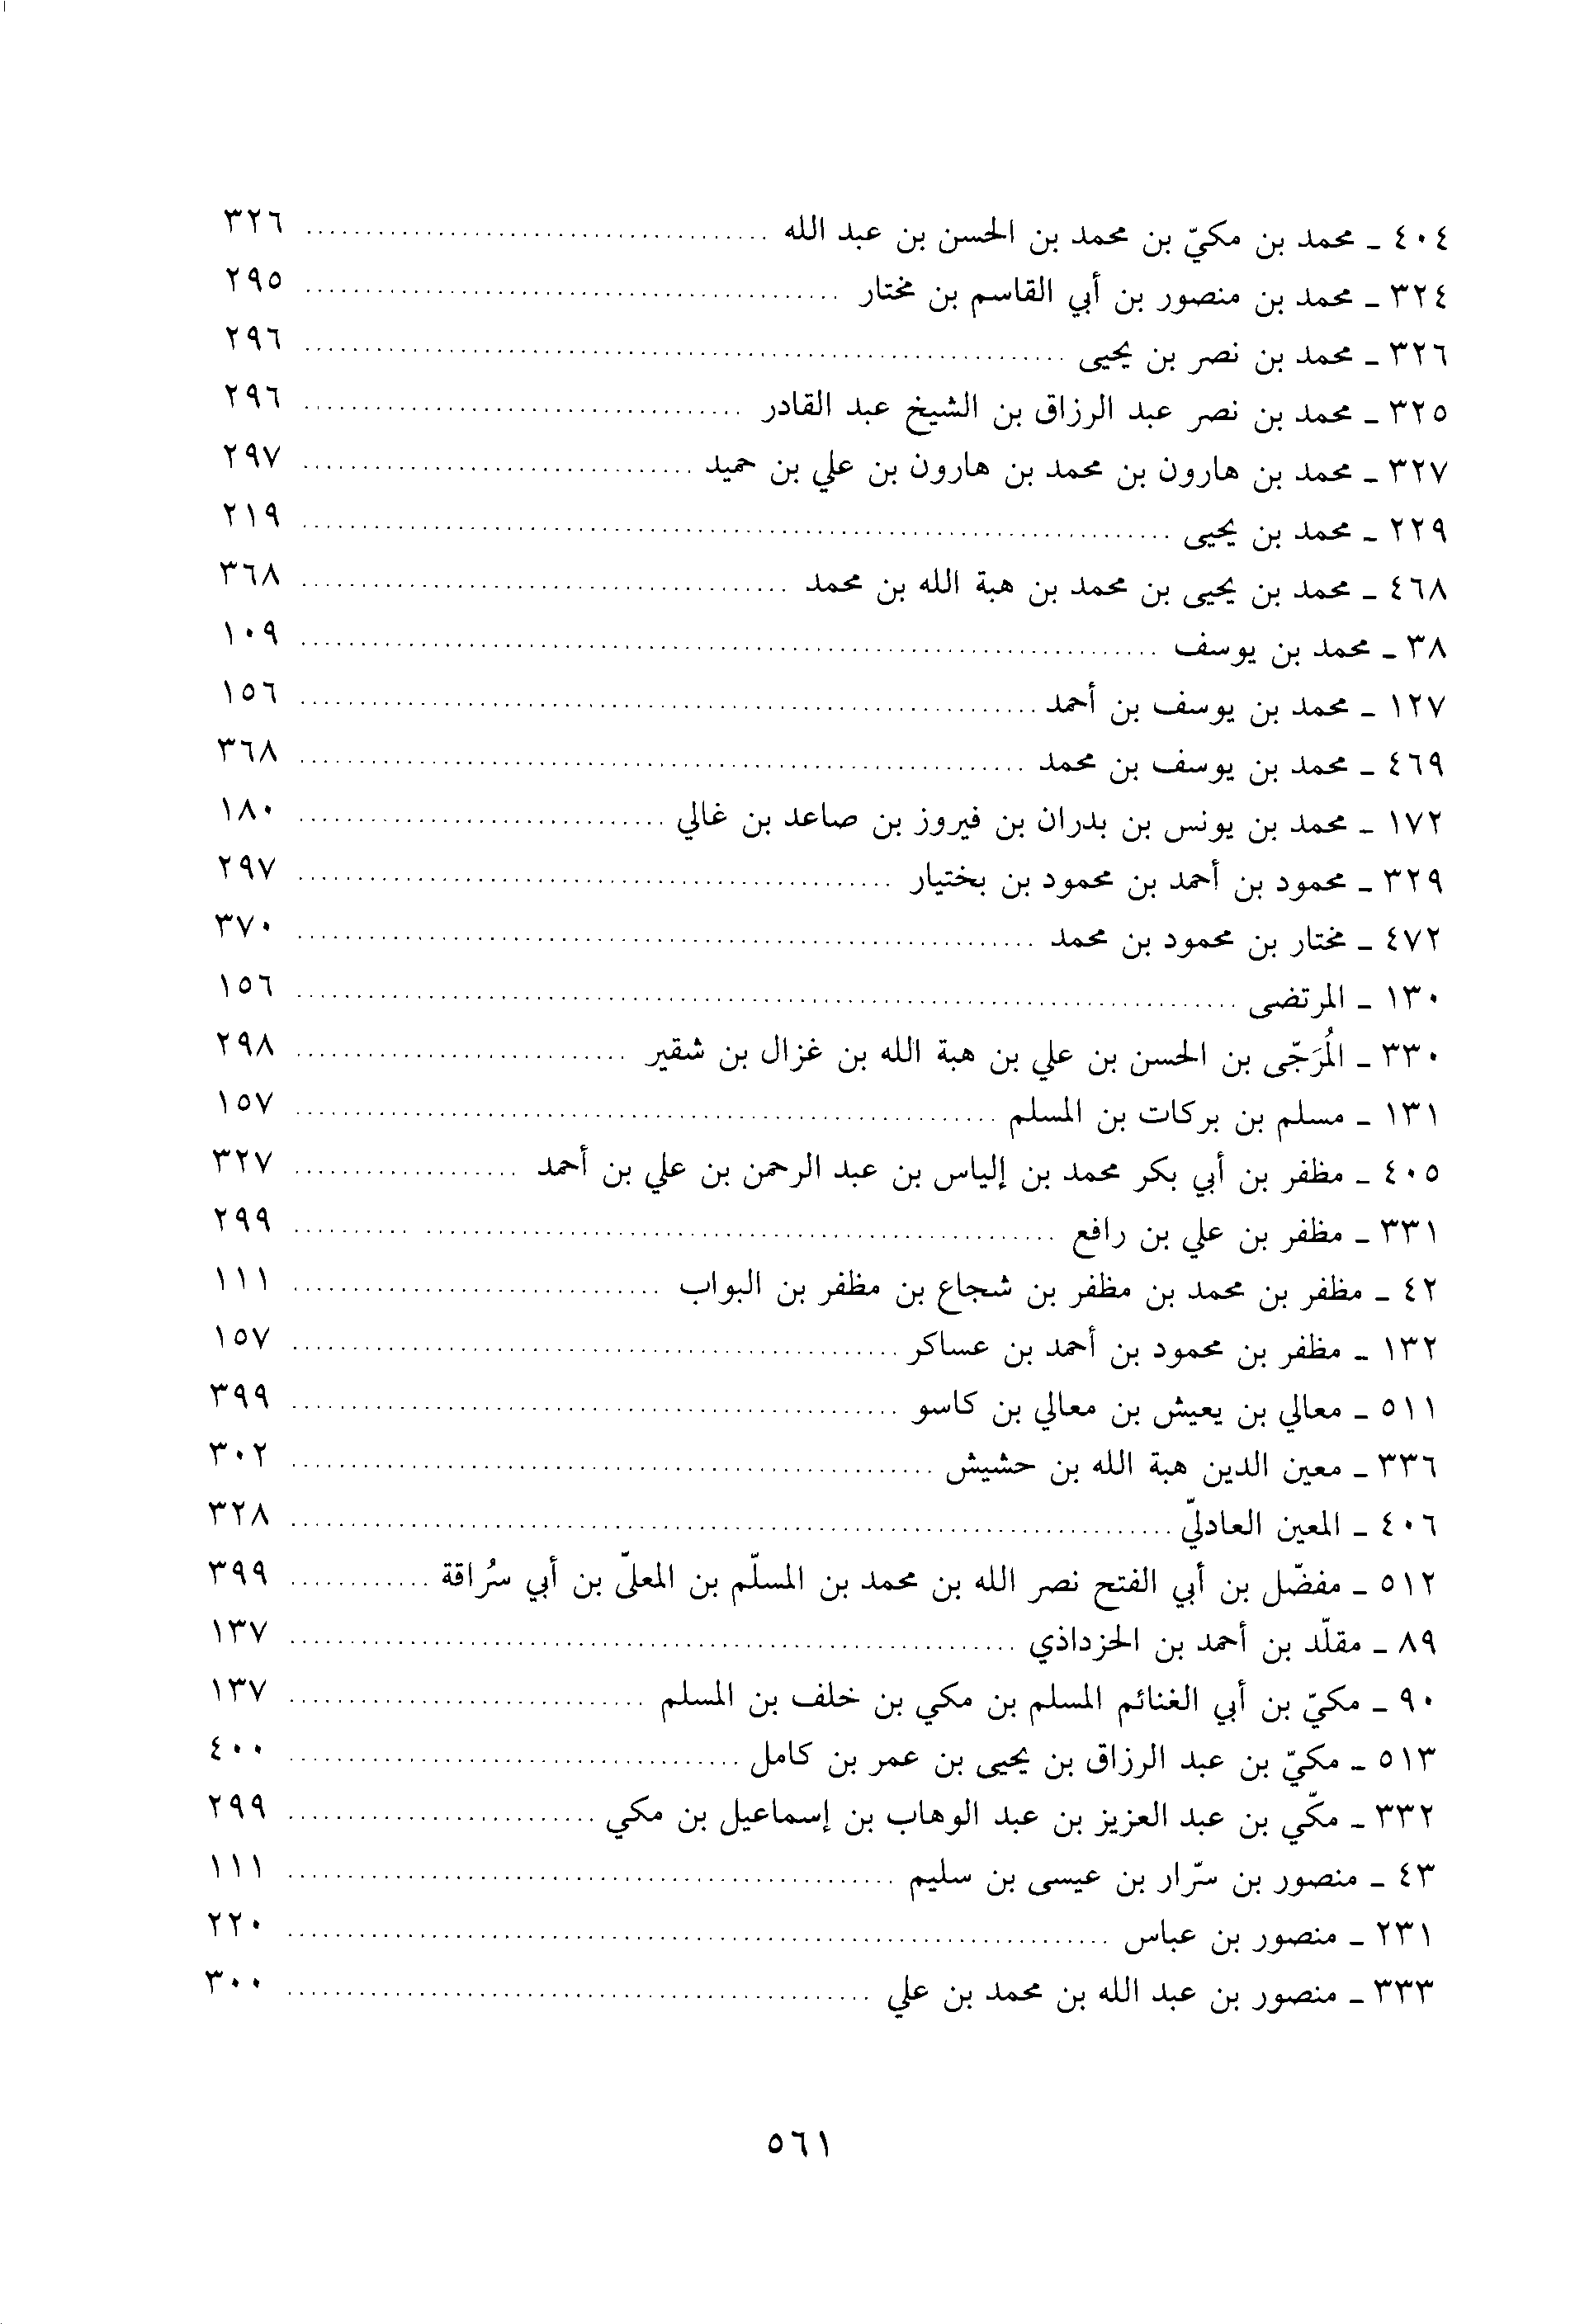 ٤٠٤ ـ محمد بن مكيّ بن محمد بن الحسن بن عبد الله ........ ٣٢٦
٣٢٤ ـ محمد بن منصور بن أبي القاسم بن مختار ........ ٢٩٥
٣٢٦ ـ محمد بن نصر بن يحيى ........ ٢٩٦
٣٢٥ ـ محمد بن نصر عبد الرزاق بن الشيخ عبد القادر ........ ٢٩٦
٣٢٧ ـ محمد بن هارون بن محمد بن هارون بن علي بن حميد ........ ٢٩٧
٢٢٩ ـ محمد بن يحيى ........ ٢١٩
٤٦٨ ـ محمد بن يحيى بن محمد بن هبة الله بن محمد ........ ٣٦٨
٣٨ ـ محمد بن يوسف ........ ١٠٩
١٢٧ ـ محمد بن يوسف بن أحمد ........ ١٥٦
٤٦٩ ـ محمد بن يوسف بن محمد ........ ٣٦٨
١٧٢ ـ محمد بن يونس بن بدران بن فيروز بن صاعد بن غالي ........ ١٨٠
٣٢٩ ـ محمود بن أحمد بن محمود بن بختيار ........ ٢٩٧
٤٧٢ ـ مختار بن محمود بن محمد ........ ٣٧٠
١٣٠ ـ المرتضى ........ ١٥٦
٣٣٠ ـ المُرَجّى بن الحسن بن علي بن هبة الله بن غزال بن شقير ........ ٢٩٨
١٣١ ـ مسلم بن بركات بن المسلم ........ ١٥٧
٤٠٥ ـ مظفر بن أبي بكر محمد بن إلياس بن عبد الرحمن بن علي بن أحمد ........ ٣٢٧
٣٣١ ـ مظفر بن علي بن رافع ........ ٢٩٩
٤٢ ـ مظفر بن محمد بن مظفر بن شجاع بن مظفر بن البواب ........ ١١١
١٣٢ ـ مظفر بن محمود بن أحمد بن عساكر ........ ١٥٧
٥١١ ـ معالي بن يعيش بن معالي بن كاسو ........ ٣٩٩
٣٣٦ ـ معين الدين هبة الله بن حشيش ........ ٣٠٢
٤٠٦ ـ المعين العادليّ ........ ٣٢٨
٥١٢ ـ مفضّل بن أبي الفتح نصر الله بن محمد بن المسلّم بن المعلّى بن أبي سُراقة ........ ٣٩٩
٨٩ ـ مقلّد بن أحمد بن الخزداذي ........ ١٣٧
٩٠ ـ مكيّ بن أبي الغنائم المسلم بن مكي بن خلف بن المسلم ........ ١٣٧
٥١٣ ـ مكيّ بن عبد الرزاق بن يحيى بن عمر بن كامل ........ ٤٠٠
٣٣٢ ـ مكّي بن عبد العزيز بن عبد الوهاب بن إسماعيل بن مكي ........ ٢٩٩
٤٣ ـ منصور بن سرّار بن عيسى بن سليم ........ ١١١
٢٣١ ـ منصور بن عباس ........ ٢٢٠
٣٣٣ ـ منصور بن عبد الله بن محمد بن علي ........ ٣٠٠
٥٦١